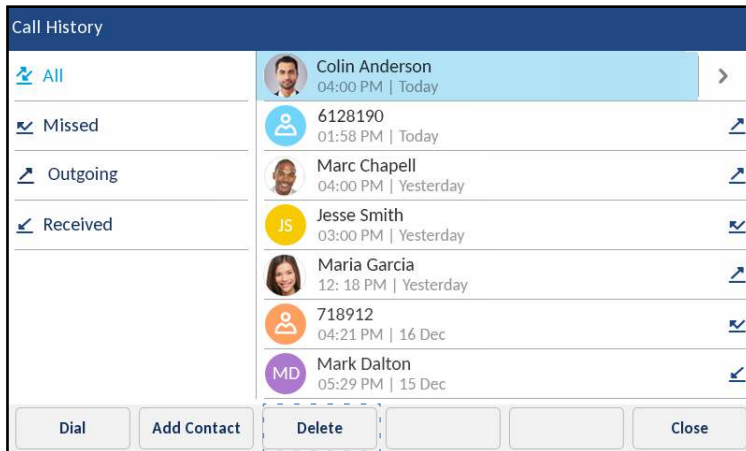 Call History
All
Missed
Outgoing
Received
Colin Anderson
04:00 PM | Today
6128190
01:58 PM | Today
Marc Chapell
04:00 PM | Yesterday
JS
Jesse Smith
03:00 PM | Yesterday
Maria Garcia
12: 18 PM | Yesterday
718912
04:21 PM | 16 Dec
MD
Mark Dalton
05:29 PM | 15 Dec
Dial
Add Contact
Delete
Close